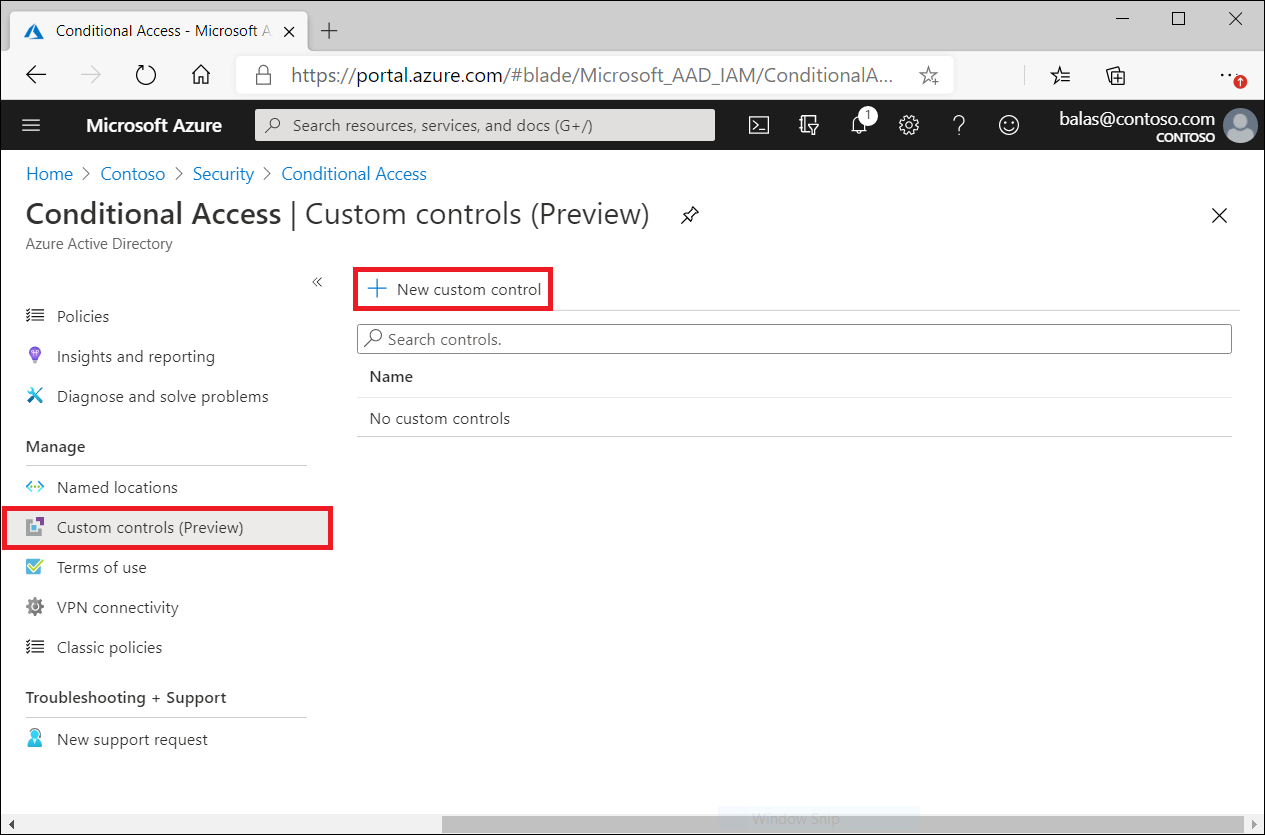 Conditional Access - Microsoft A
https://portal.azure.com/#blade/Microsoft_AAD_IAM/ConditionalA...
Microsoft Azure
Search resources, services, and docs (G+/)
1
balas@contoso.com
CONTOSO
Home > Contoso > Security > Conditional Access
Conditional Access | Custom controls (Preview)
Azure Active Directory
Policies
Insights and reporting
Diagnose and solve problems
Manage
Named locations
Custom controls (Preview)
Terms of use
VPN connectivity
Classic policies
Troubleshooting + Support
New support request
New custom control
Search controls.
Name
No custom controls
Window Snip